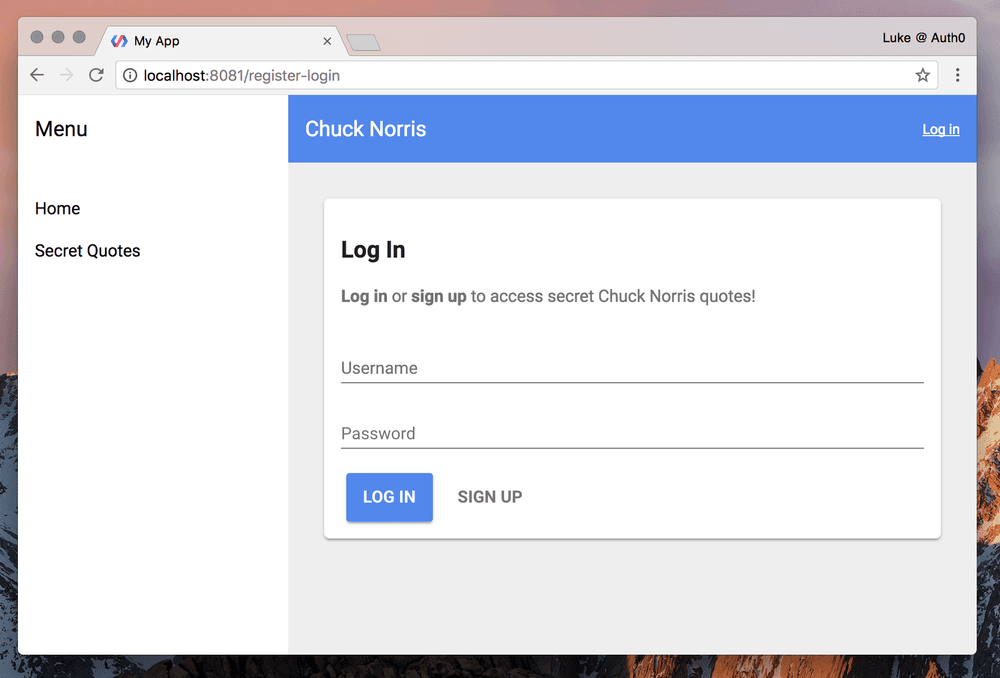 My App
Luke @ Auth0
localhost:8081/register-login
Menu
Chuck Norris
Log in
Home
Secret Quotes
Log In
Log in or sign up to access secret Chuck Norris quotes!
Username
Password
LOG IN
SIGN UP